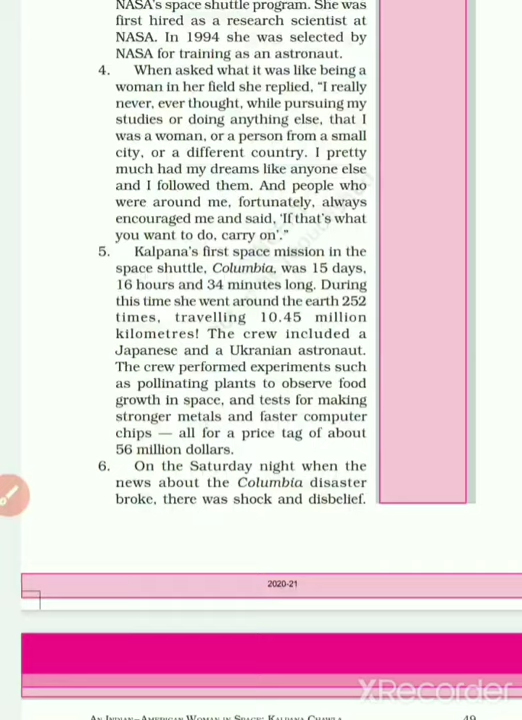 NASA's space shuttle program. She was
first hired as a research scientist at
NASA. In 1994 she was selected by
NASA for training as an astronaut.
4. When asked what it was like being a
woman in her field she replied, “I really
never, ever thought, while pursuing my
studies or doing anything else, that I
was a woman, or a person from a small
city, or a different country. I pretty
much had my dreams like anyone else
and I followed them. And people who
were around me, fortunately, always
encouraged me and said, ‘If that's what
you want to do, carry on’.”
5. Kalpana's first space mission in the
space shuttle, Columbia, was 15 days,
16 hours and 34 minutes long. During
this time she went around the earth 252
times, travelling 10.45 million
kilometres! The crew included a
Japanese and a Ukranian astronaut.
The crew performed experiments such
as pollinating plants to observe food
growth in space, and tests for making
stronger metals and faster computer
chips — all for a price tag of about
56 million dollars.
6. On the Saturday night when the
news about the Columbia disaster
broke, there was shock and disbelief.
2020-21
XRecorder
AN INDIAN–AMERICAN WOMAN IN SPACE: KALPANA CHAWLA 49